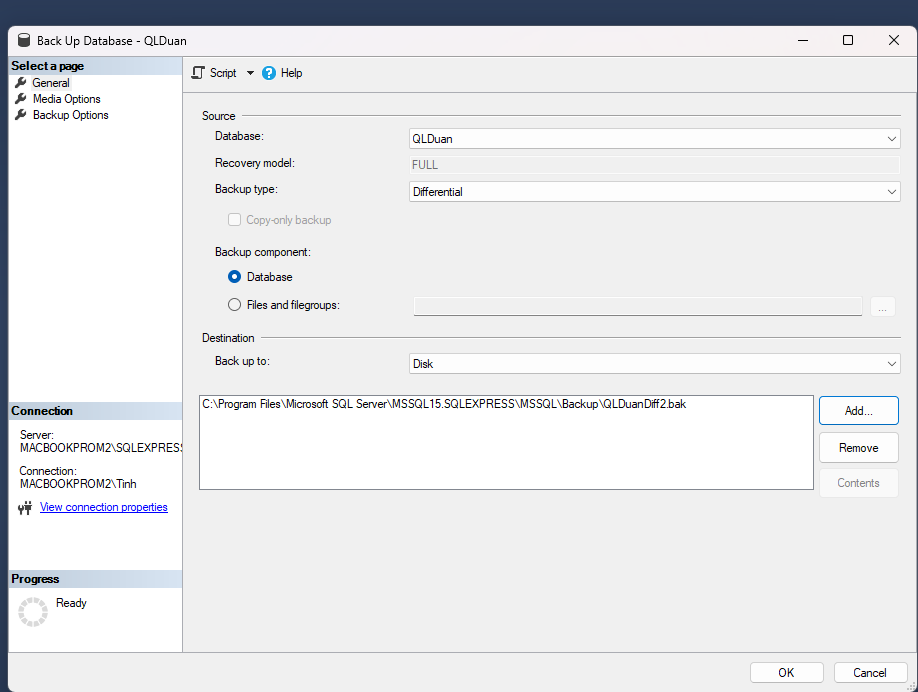 Back Up Database - QLDuan
Select a page
General
Media Options
Backup Options
Script
Help
Source
Database:
QLDuan
Recovery model:
FULL
Backup type:
Differential
Copy-only backup
Backup component:
Database
Files and filegroups:
...
Destination
Back up to:
Disk
C:\Program Files\Microsoft SQL Server\MSSQL15.SQLEXPRESS\MSSQL\Backup\QLDuanDiff2.bak
Add...
Remove
Contents
Connection
Server:
MACBOOKPROM2\SQLEXPRES
Connection:
MACBOOKPROM2\Tinh
View connection properties
Progress
Ready
OK
Cancel